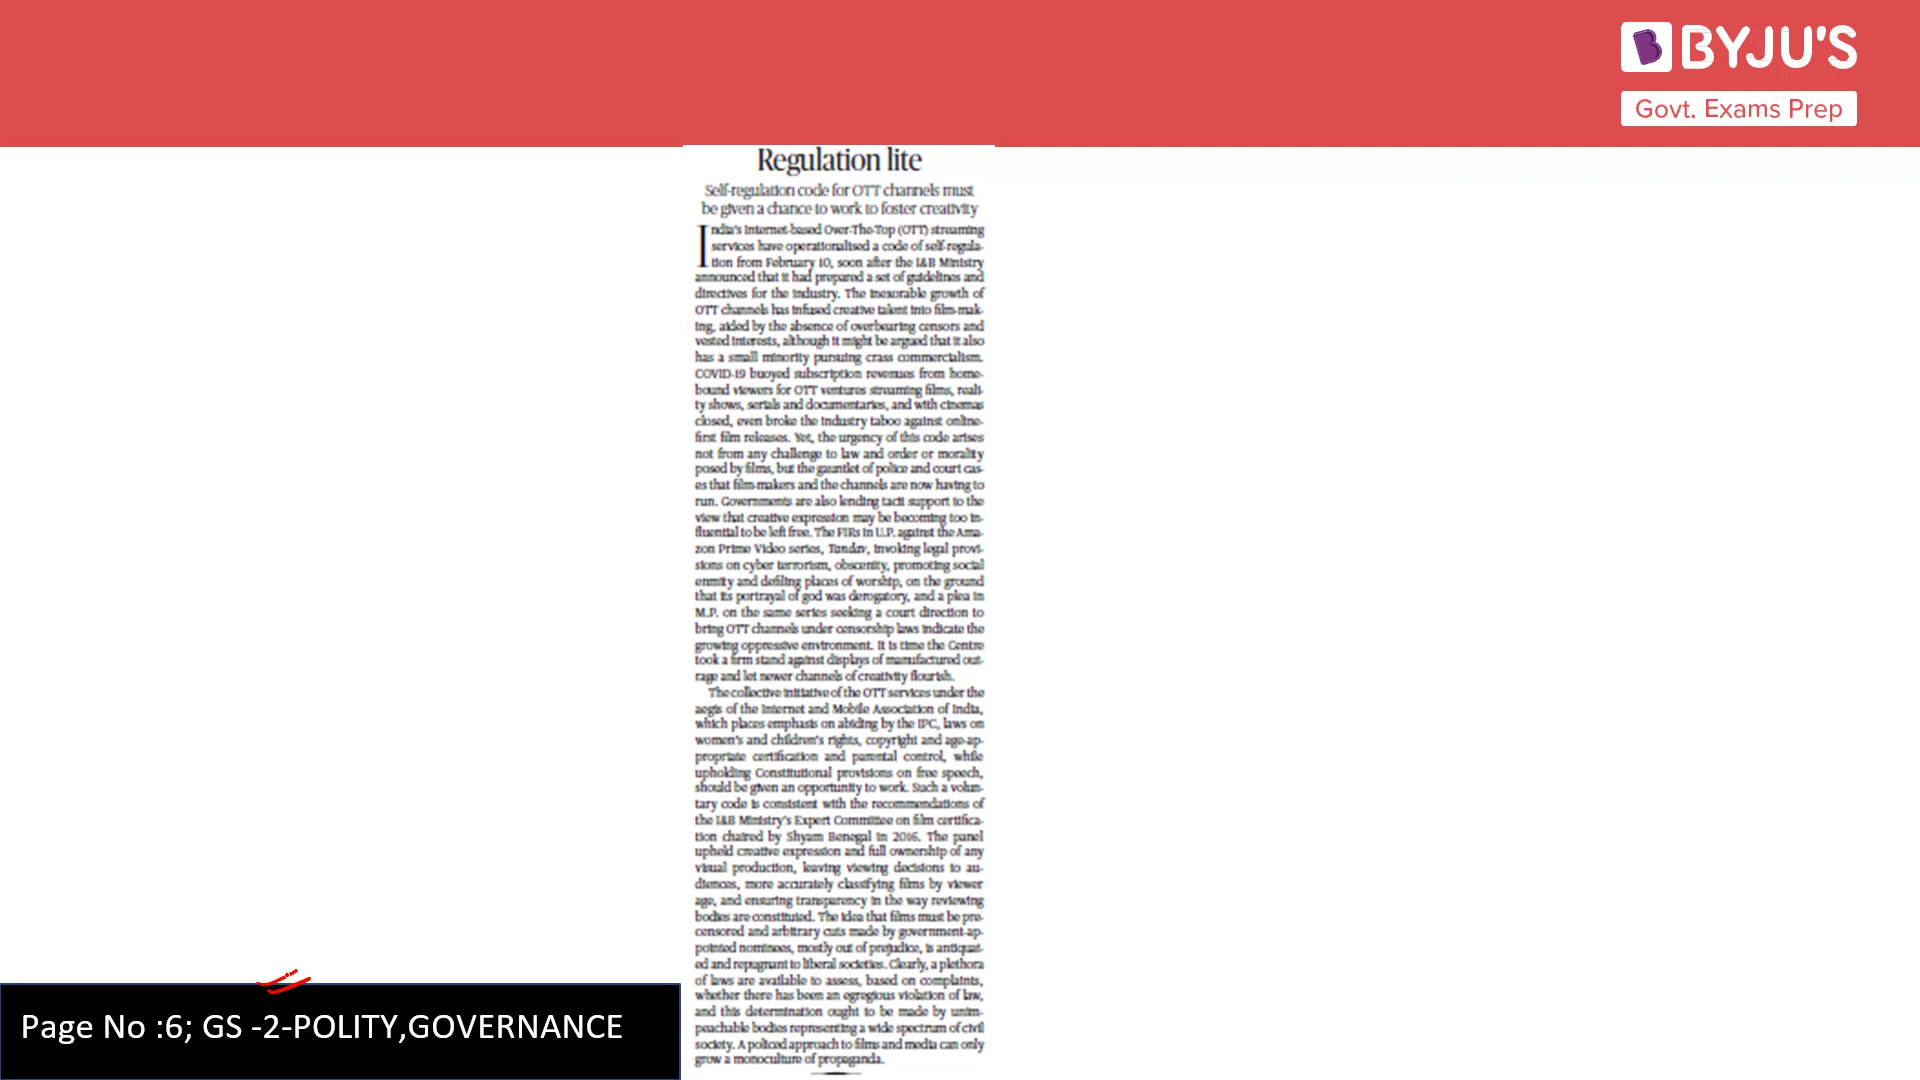 BYJU'S
Govt. Exams Prep
Regulation lite
Self-regulation code for OTT channels must
be given a chance to work to foster creativity
India's Internet-based Over-The-Top (OTT) streaming
services have operationalised a code of self-regula-
tion from February 10, soon after the I&B Ministry
announced that it had prepared a set of guidelines and
directives for the industry. The inexorable growth of
OTT channels has infused creative talent into film-mak-
ing, aided by the absence of overbearing censors and
vested interests, although it might be argued that it also
has a small minority pursuing crass commercialism.
COVID-19 buoyed subscription revenues from home-
bound viewers for OTT ventures streaming films, reali-
ty shows, serials and documentaries, and with cinemas
closed, even broke the industry taboo against online-
first film releases. Yet, the urgency of this code arises
not from any challenge to law and order or morality
posed by films, but the gauntlet of police and court cas-
es that film-makers and the channels are now having to
run. Governments are also lending tacit support to the
view that creative expression may be becoming too in-
fluential to be left free. The FIRs in U.P. against the Ama-
zon Prime Video series, Tandav, invoking legal provi-
sions on cyber terrorism, obscenity, promoting social
enmity and defiling places of worship, on the ground
that its portrayal of god was derogatory, and a plea in
M.P. on the same series seeking a court direction to
bring OTT channels under censorship laws indicate the
growing oppressive environment. It is time the Centre
took a firm stand against displays of manufactured out-
rage and let newer channels of creativity flourish.
The collective initiative of the OTT services under the
aegis of the Internet and Mobile Association of India,
which places emphasis on abiding by the IPC, laws on
women's and children's rights, copyright and age-ap-
propriate certification and parental control, while
upholding Constitutional provisions on free speech,
should be given an opportunity to work. Such a volun-
tary code is consistent with the recommendations of
the I&B Ministry's Expert Committee on film certifica-
tion chaired by Shyam Benegal in 2016. The panel
upheld creative expression and full ownership of any
visual production, leaving viewing decisions to au-
diences, more accurately classifying films by viewer
age, and ensuring transparency in the way reviewing
bodies are constituted. The idea that films must be pre-
censored and arbitrary cuts made by government-ap-
pointed nominees, mostly out of prejudice, is antiquat-
ed and repugnant to liberal societies. Clearly, a plethora
of laws are available to assess, based on complaints,
whether there has been an egregious violation of law,
and this determination ought to be made by unim-
peachable bodies representing a wide spectrum of civil
society. A policed approach to films and media can only
grow a monoculture of propaganda.
Page No :6; GS -2-POLITY,GOVERNANCE